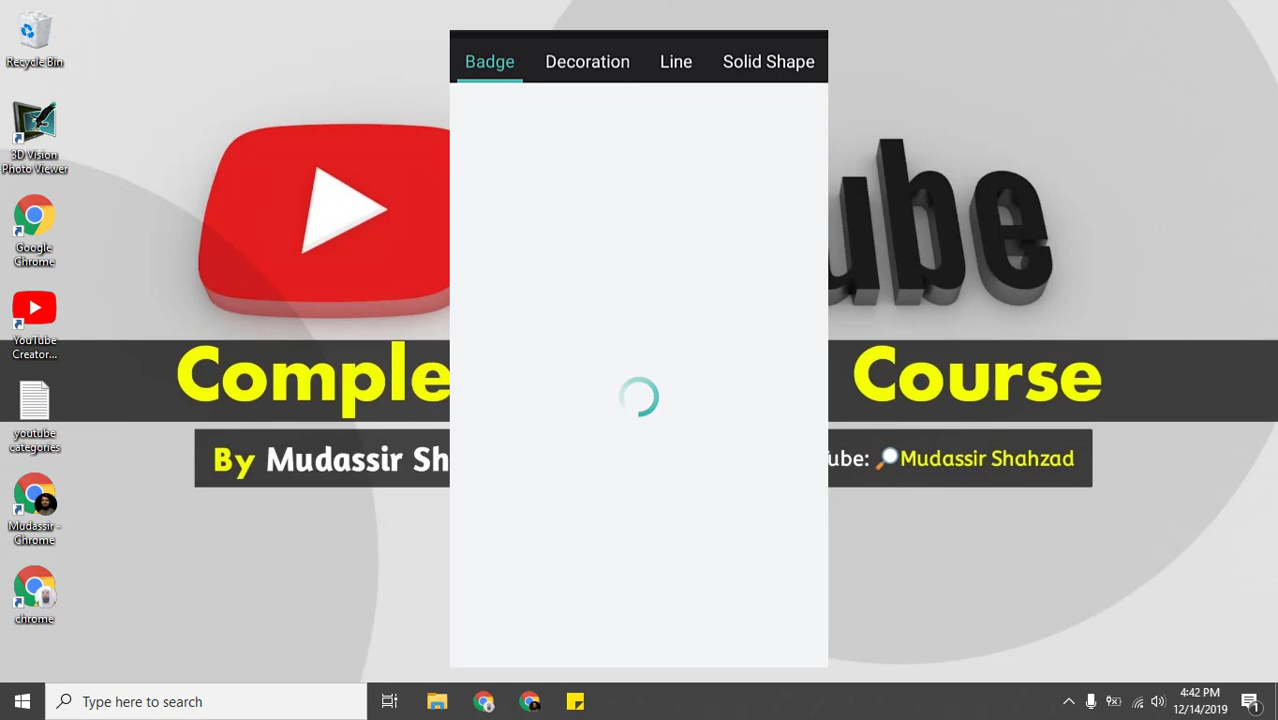 Recycle Bin
3D Vision
Photo Viewer
Google
Chrome
YouTube
Creator...
youtube
categories
Mudassir -
Chrome
chrome
Badge Decoration Line Solid Shape
ube
Comple
Course
By Mudassir Sh
ube: Mudassir Shahzad
Type here to search
4:42 PM
12/14/2019
1